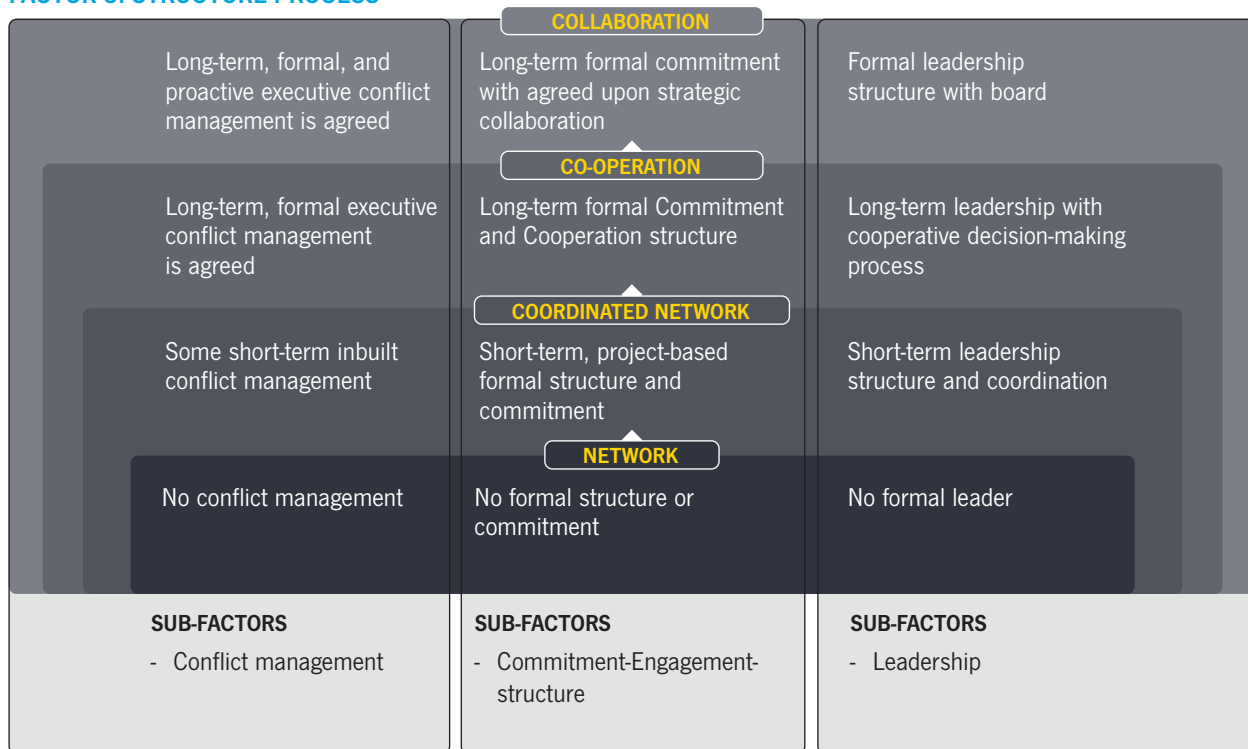 COLLABORATION
Long-term, formal, and
proactive executive conflict
management is agreed
Long-term formal commitment
with agreed upon strategic
collaboration
Formal leadership
structure with board
CO-OPERATION
Long-term, formal executive
conflict management
is agreed
Long-term formal Commitment
and Cooperation structure
Long-term leadership with
cooperative decision-making
process
COORDINATED NETWORK
Some short-term inbuilt
conflict management
Short-term, project-based
formal structure and
commitment
Short-term leadership
structure and coordination
NETWORK
No conflict management
No formal structure or
commitment
No formal leader
SUB-FACTORS
- Conflict management
SUB-FACTORS
- Commitment-Engagement-
structure
SUB-FACTORS
- Leadership